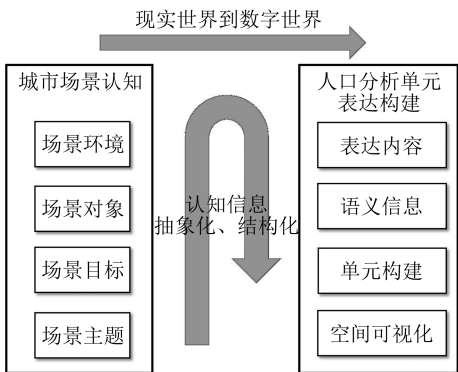 现实世界到数字世界
城市场景认知
场景环境
场景对象
场景目标
场景主题
认知信息
抽象化、结构化
人口分析单元
表达构建
表达内容
语义信息
单元构建
空间可视化